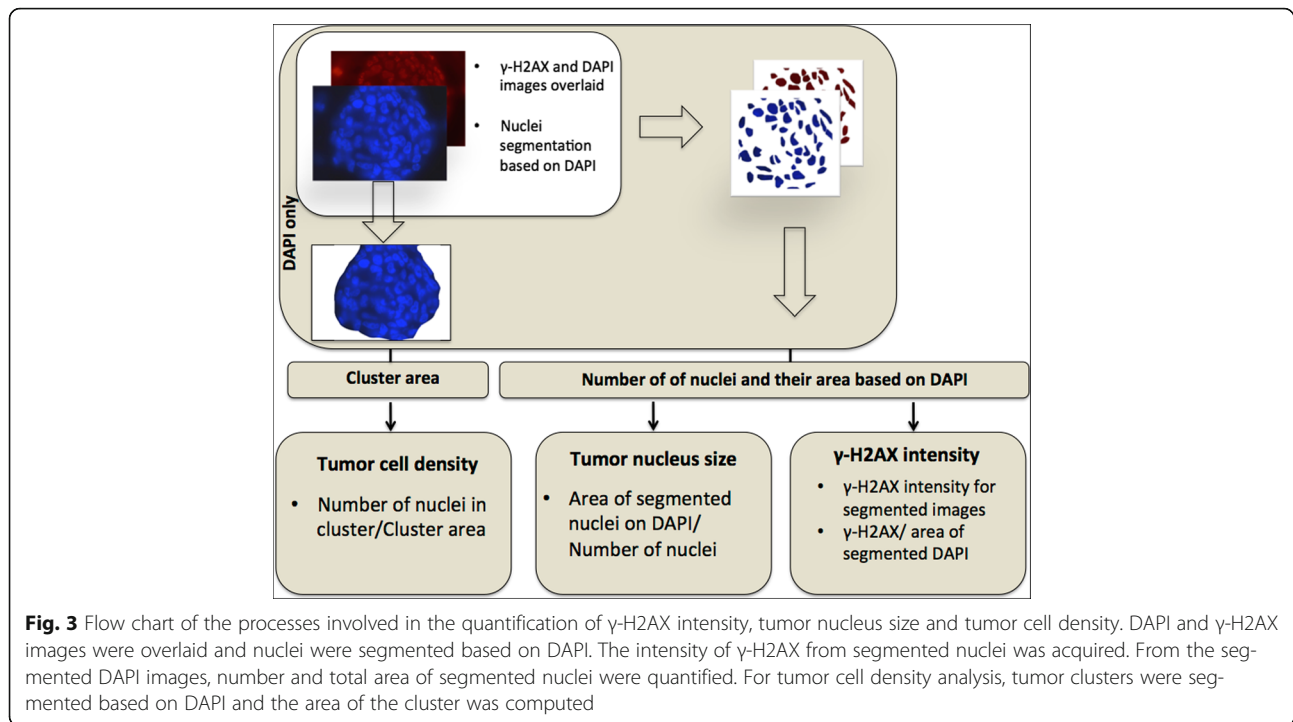 • γ-H2AX and DAPI
images overlaid
• Nuclei
segmentation
based on DAPI
DAPI only
Cluster area
Number of of nuclei and their area based on DAPI
Tumor cell density
• Number of nuclei in
cluster/Cluster area
Tumor nucleus size
• Area of segmented
nuclei on DAPI/
Number of nuclei
γ-H2AX intensity
• γ-H2AX intensity for
segmented images
• γ-H2AX/ area of
segmented DAPI
Fig. 3 Flow chart of the processes involved in the quantification of γ-H2AX intensity, tumor nucleus size and tumor cell density. DAPI and γ-H2AX
images were overlaid and nuclei were segmented based on DAPI. The intensity of γ-H2AX from segmented nuclei was acquired. From the seg-
mented DAPI images, number and total area of segmented nuclei were quantified. For tumor cell density analysis, tumor clusters were seg-
mented based on DAPI and the area of the cluster was computed